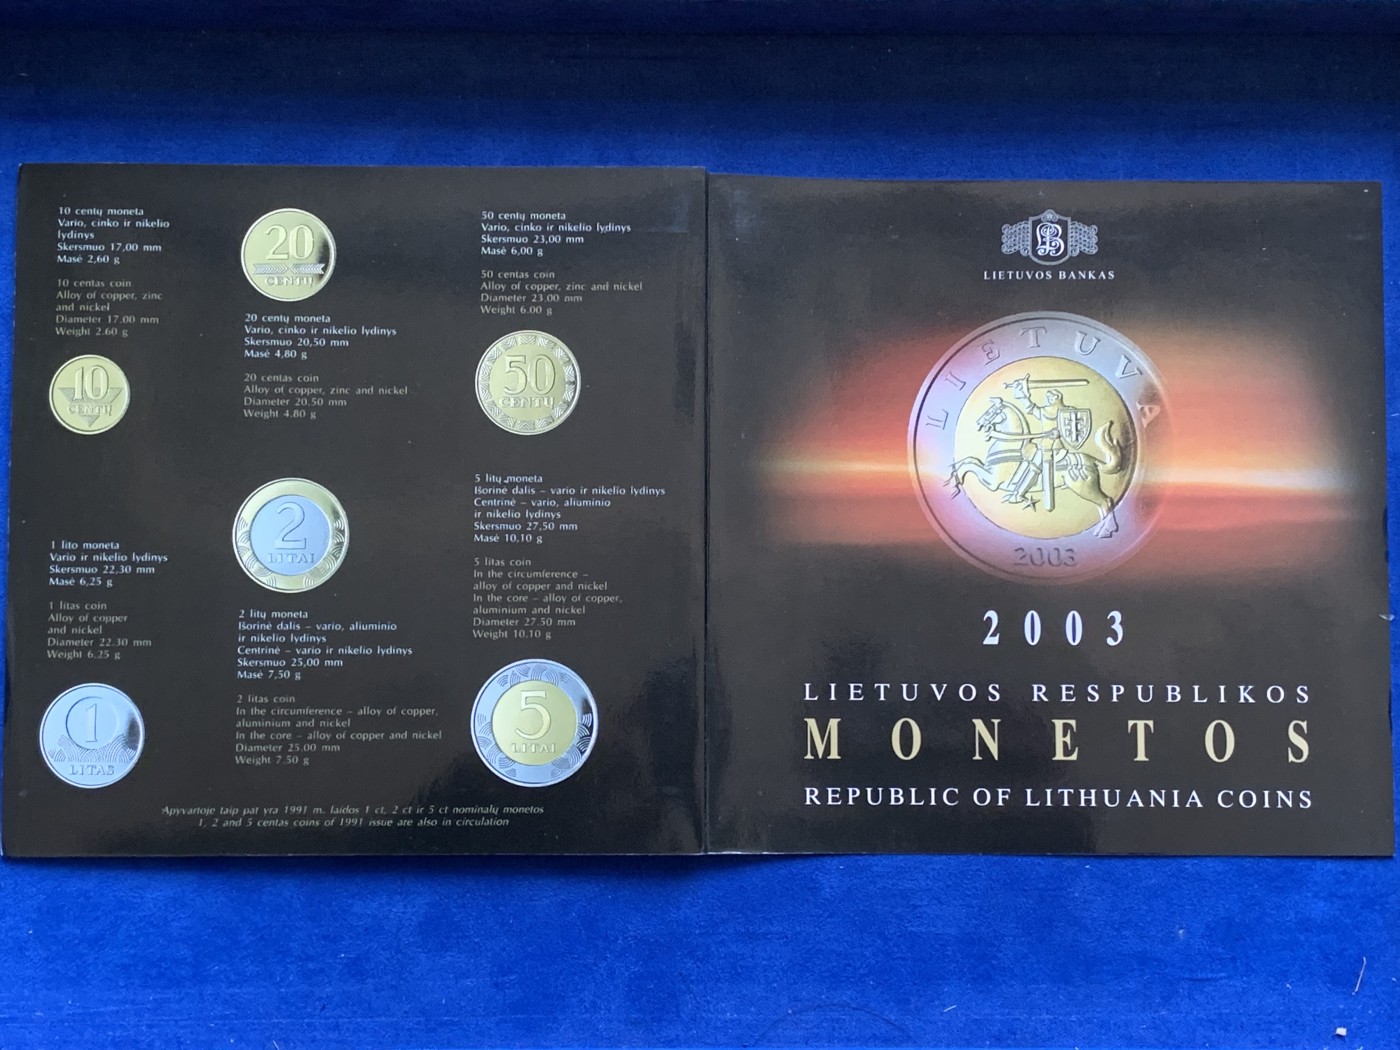 10 centų moneta
Vario, cinko ir nikelio
lydinys
Skersmuo 17,00 mm
Masė 2,60 g
10 centas coin
Alloy of copper, zinc
and nickel
Diameter 17.00 mm
Weight 2.60 g
10
CENTŲ
20
CENTŲ
20 centų moneta
Vario, cinko ir nikelio lydinys
Skersmuo 20,50 mm
Masė 4,80 g
20 centas coin
Alloy of copper, zinc and nickel
Diameter 20.50 mm
Weight 4.80 g
50 centų moneta
Vario, cinko ir nikelio lydinys
Skersmuo 23,00 mm
Masė 6,00 g
50 centas coin
Alloy of copper, zinc and nickel
Diameter 23.00 mm
Weight 6.00 g
50
CENTŲ
1 lito moneta
Vario ir nikelio lydinys
Skersmuo 22,30 mm
Masė 6,25 g
1 litas coin
Alloy of copper
and nickel
Diameter 22.30 mm
Weight 6.25 g
1
LITAS
2
LITAI
2 litų moneta
Išorinė dalis – vario, aliuminio
ir nikelio lydinys
Centrinė – vario ir nikelio lydinys
Skersmuo 25,00 mm
Masė 7,50 g
2 litas coin
In the circumference – alloy of copper,
aluminium and nickel
In the core – alloy of copper and nickel
Diameter 25.00 mm
Weight 7.50 g
5 litų moneta
Išorinė dalis – vario ir nikelio lydinys
Centrinė – vario, aliuminio
ir nikelio lydinys
Skersmuo 27,50 mm
Masė 10,10 g
5 litas coin
In the circumference –
alloy of copper and nickel
In the core – alloy of copper,
aluminium and nickel
Diameter 27.50 mm
Weight 10.10 g
5
LITAI
Apyvartoje taip pat yra 1991 m. laidos 1 ct, 2 ct ir 5 ct nominalų monetos
1, 2 and 5 centas coins of 1991 issue are also in circulation
LB
LIETUVOS BANKAS
LIETUVA
2003
2003
LIETUVOS RESPUBLIKOS
MONETOS
REPUBLIC OF LITHUANIA COINS